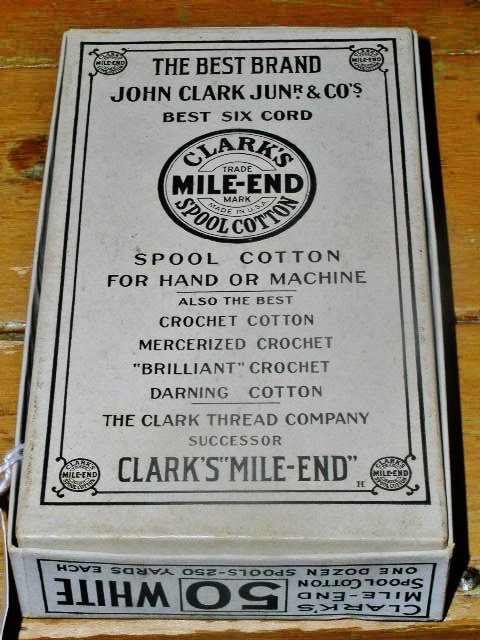 THE BEST BRAND
JOHN CLARK JUNR & CO'S.
BEST SIX CORD
CLARK'S
TRADE
MILE-END
MARK
MADE IN U.S.A.
SPOOL COTTON
SPOOL COTTON
FOR HAND OR MACHINE
ALSO THE BEST
CROCHET COTTON
MERCERIZED CROCHET
"BRILLIANT" CROCHET
DARNING COTTON
THE CLARK THREAD COMPANY
SUCCESSOR
CLARK'S "MILE-END"
H
CLARK'S
MILE-END
SPOOL COTTON
ONE DOZEN SPOOLS-250 YARDS EACH
50 WHITE